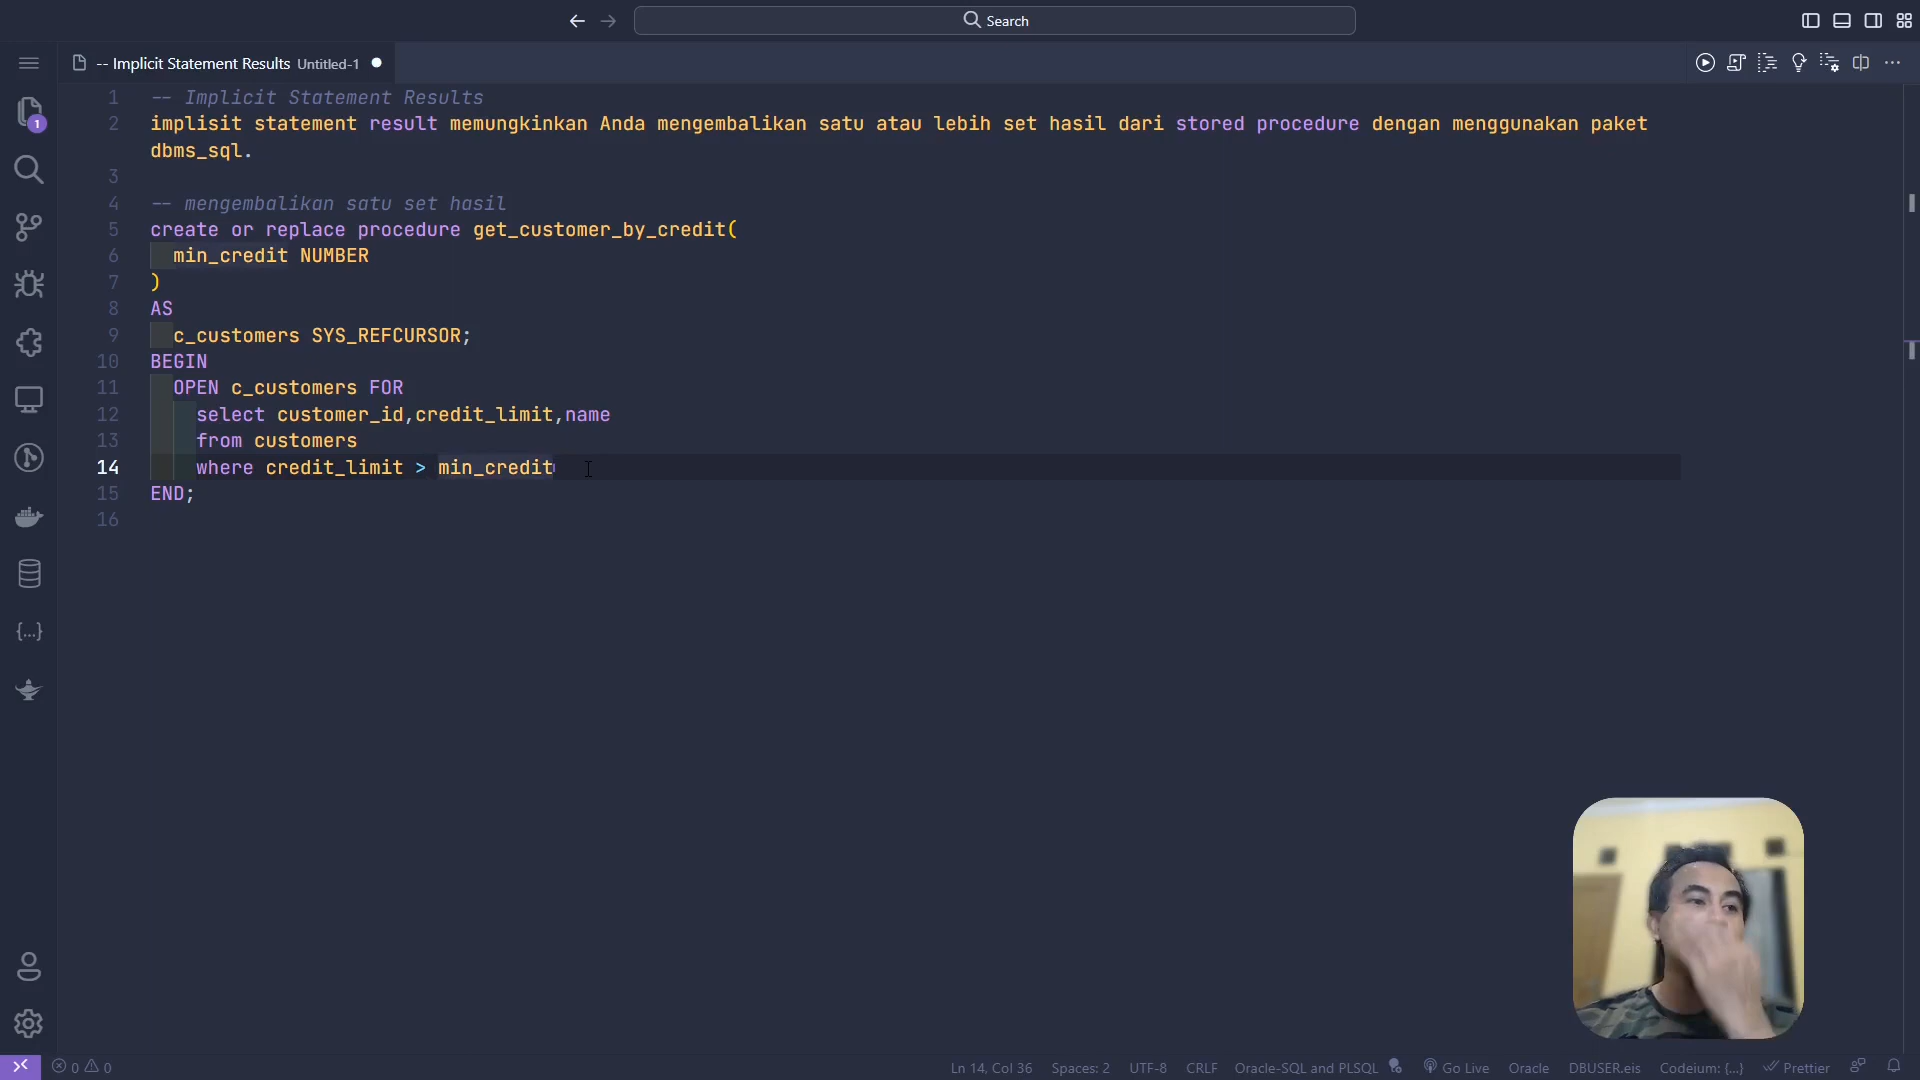 Search
-- Implicit Statement Results Untitled-1
1 -- Implicit Statement Results
2 implisit statement result memungkinkan Anda mengembalikan satu atau lebih set hasil dari stored procedure dengan menggunakan paket
dbms_sql.
3
4 -- mengembalikan satu set hasil
5 create or replace procedure get_customer_by_credit(
6 min_credit NUMBER
7 )
8 AS
9 c_customers SYS_REFCURSOR;
10 BEGIN
11 OPEN c_customers FOR
12 select customer_id,credit_limit,name
13 from customers
14 where credit_limit > min_credit
15 END;
16
1
{...}
0 0 Ln 14, Col 36 Spaces: 2 UTF-8 CRLF Oracle-SQL and PLSQL Go Live Oracle DBUSER.eis Codeium: {...} Prettier